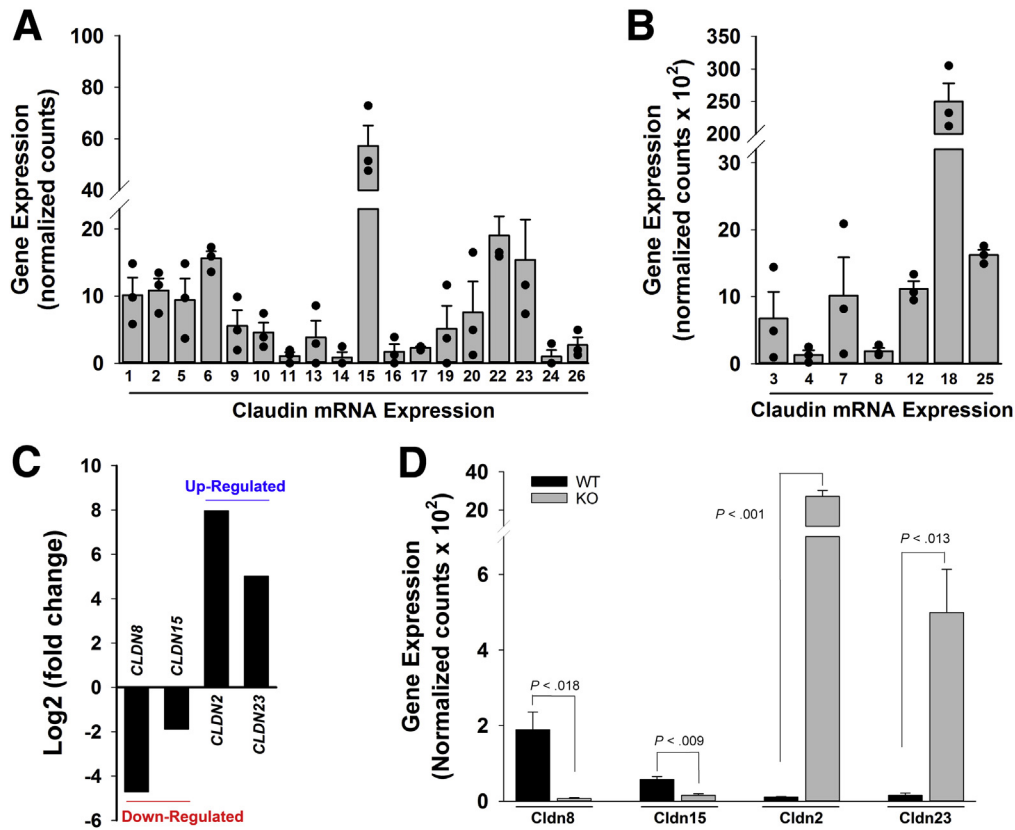 A
Gene Expression
(normalized counts)
100
80
60
40
20
10
0
1 2 5 6 9 10 11 13 14 15 16 17 19 20 22 23 24 26
Claudin mRNA Expression
B
Gene Expression
(normalized counts x 10²)
350
300
250
200
30
20
10
0
3 4 7 8 12 18 25
Claudin mRNA Expression
C
Log2 (fold change)
10
8
6
4
2
0
-2
-4
-6
Up-Regulated
CLDN8
CLDN15
CLDN2
CLDN23
Down-Regulated
D
Gene Expression
(Normalized counts x 10²)
40
20
6
4
2
0
WT
KO
P < .018
P < .009
P < .001
P < .013
Cldn8 Cldn15 Cldn2 Cldn23